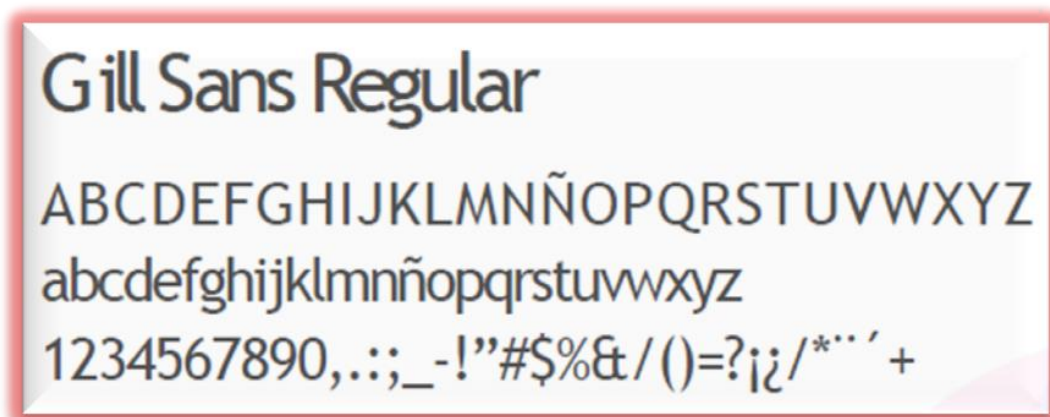 Gill Sans Regular
ABCDEFGHIJKLMNÑOPQRSTUVWXYZ
abcdefghijklmnñopqrstuvwxyz
1234567890,.:;_-!”#$%&/()=?¡¿/*¨´+